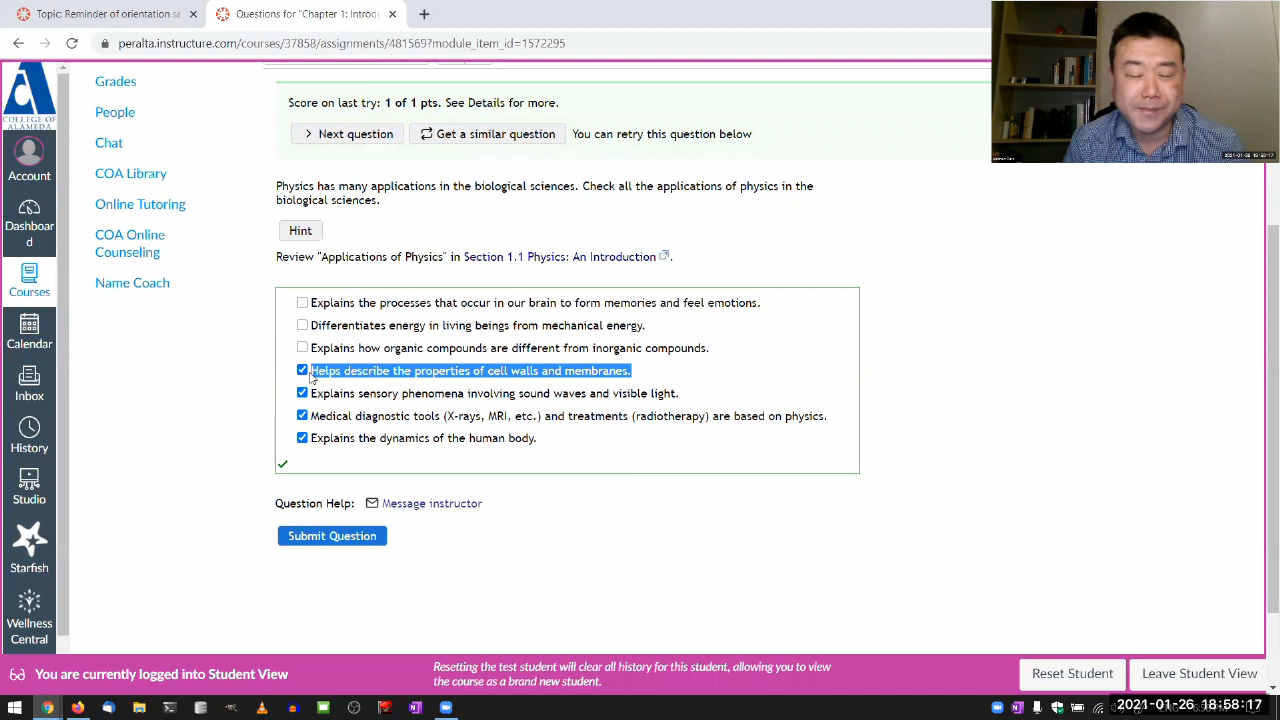 Topic: Reminder of orientation se
Questions for "Chapter 1: Introdu
peralta.instructure.com/courses/37858/assignments/481569?module_item_id=1572295
2021-01-26 18:58:17
COLLEGE OF
ALAMEDA
Account
Dashboar
d
Courses
Calendar
Inbox
History
Studio
Starfish
Wellness
Central
Grades
People
Chat
COA Library
Online Tutoring
COA Online
Counseling
Name Coach
Score on last try: 1 of 1 pts. See Details for more.
Next question
Get a similar question
You can retry this question below
Physics has many applications in the biological sciences. Check all the applications of physics in the
biological sciences.
Hint
Review "Applications of Physics" in Section 1.1 Physics: An Introduction.
Explains the processes that occur in our brain to form memories and feel emotions.
Differentiates energy in living beings from mechanical energy.
Explains how organic compounds are different from inorganic compounds.
Helps describe the properties of cell walls and membranes.
Explains sensory phenomena involving sound waves and visible light.
Medical diagnostic tools (X-rays, MRI, etc.) and treatments (radiotherapy) are based on physics.
Explains the dynamics of the human body.
Question Help: Message instructor
Submit Question
You are currently logged into Student View
Resetting the test student will clear all history for this student, allowing you to view
the course as a brand new student.
Reset Student
Leave Student View
2021-01-26 18:58:17